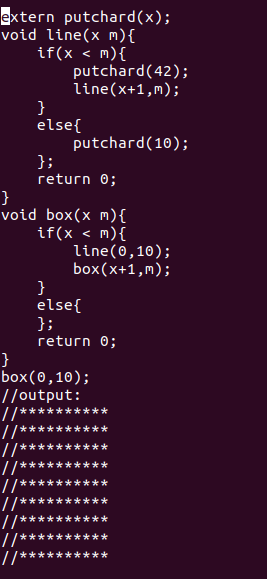 extern putchard(x);
void line(x m){
    if(x < m){
        putchard(42);
        line(x+1,m);
    }
    else{
        putchard(10);
    };
    return 0;
}
void box(x m){
    if(x < m){
        line(0,10);
        box(x+1,m);
    }
    else{
    };
    return 0;
}
box(0,10);
//output:
//**********
//**********
//**********
//**********
//**********
//**********
//**********
//**********
//**********